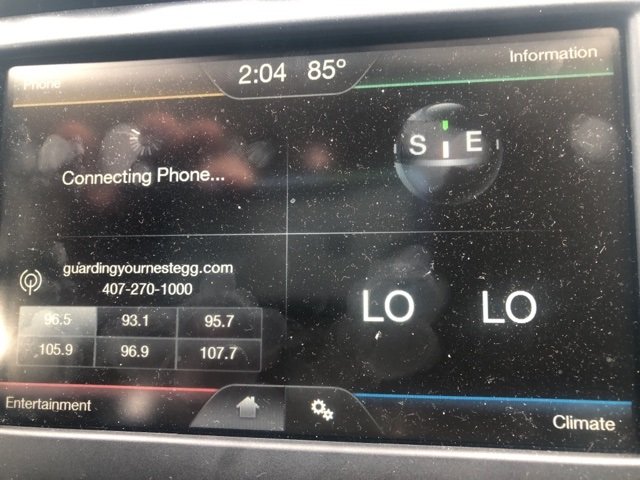 Phone
2:04 85°
Information
S E
Connecting Phone...
guardingyournestegg.com
407-270-1000
96.5 93.1 95.7
105.9 96.9 107.7
LO LO
Entertainment
Climate